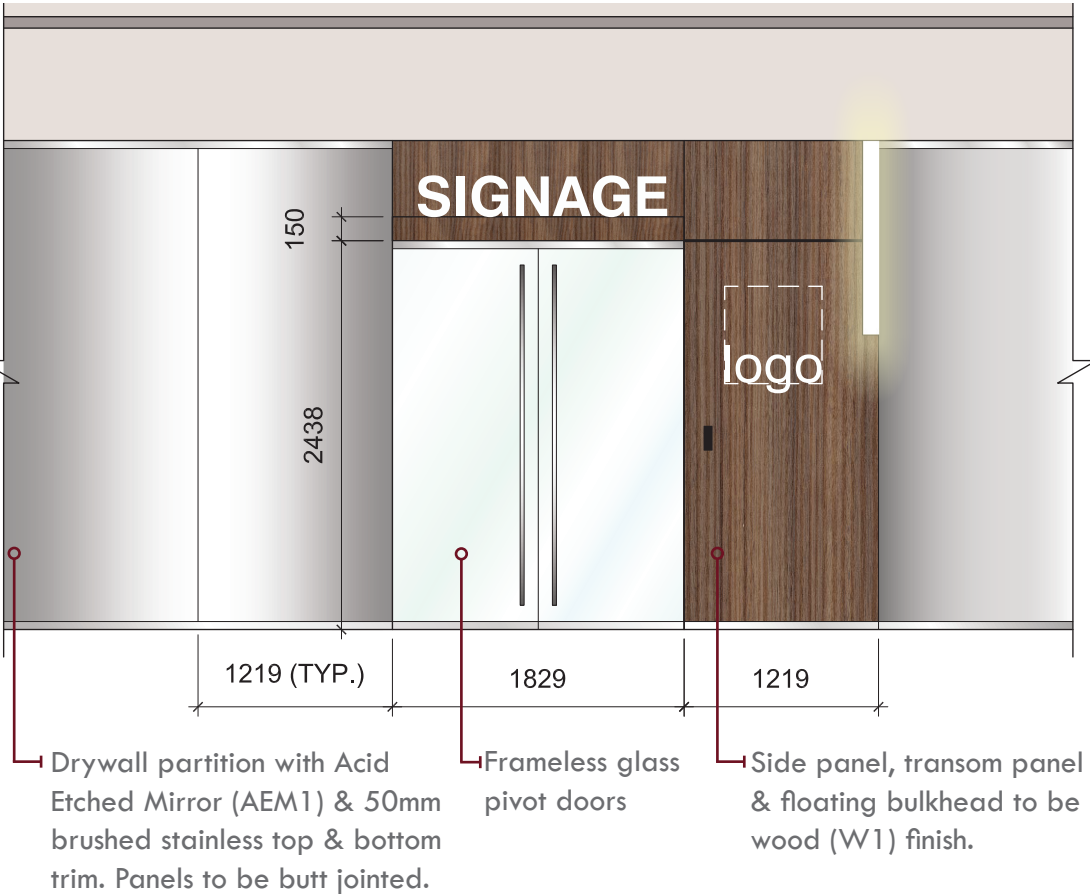 SIGNAGE
150
logo
2438
1219 (TYP.)
1829
1219
Drywall partition with Acid
Etched Mirror (AEM1) & 50mm
brushed stainless top & bottom
trim. Panels to be butt jointed.
Frameless glass
pivot doors
Side panel, transom panel
& floating bulkhead to be
wood (W1) finish.